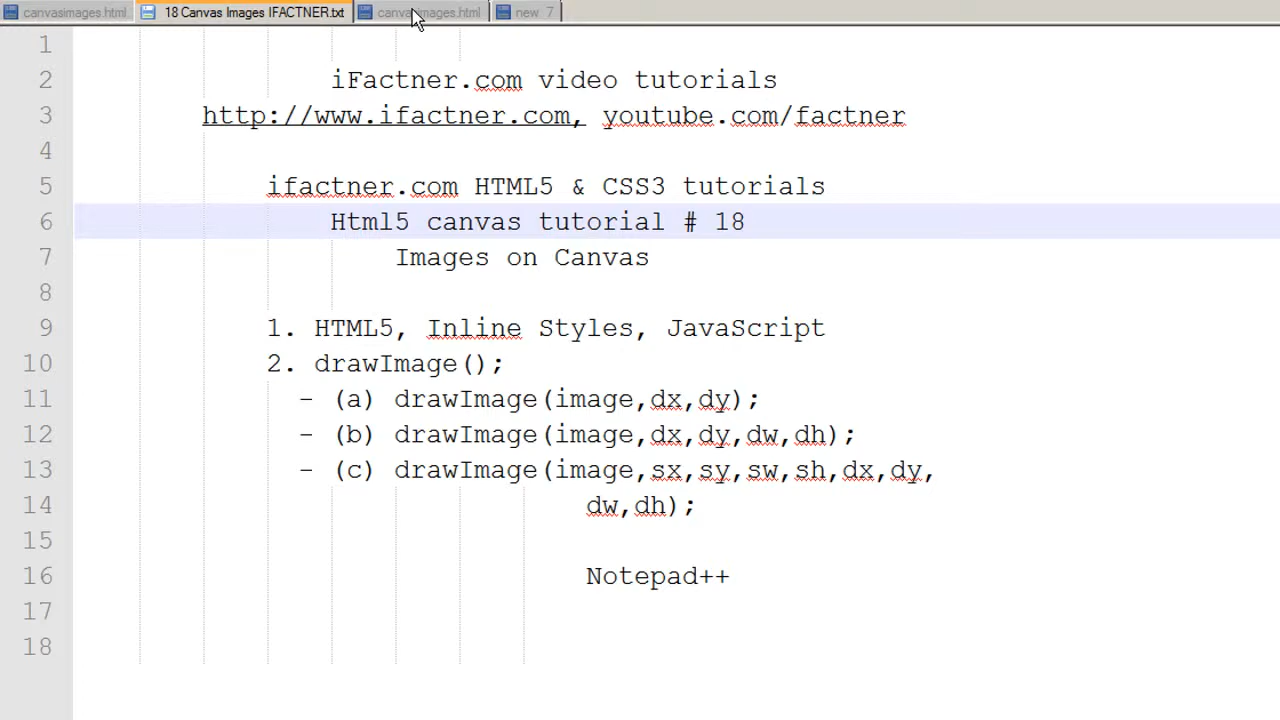 canvasimages.html 18 Canvas Images IFACTNER.txt canvasimages.html new 7
1
2 iFactner.com video tutorials
3 http://www.ifactner.com, youtube.com/factner
4
5 ifactner.com HTML5 & CSS3 tutorials
6 Html5 canvas tutorial # 18
7 Images on Canvas
8
9 1. HTML5, Inline Styles, JavaScript
10 2. drawImage();
11 - (a) drawImage(image,dx,dy);
12 - (b) drawImage(image,dx,dy,dw,dh);
13 - (c) drawImage(image,sx,sy,sw,sh,dx,dy,
14 dw,dh);
15
16 Notepad++
17
18